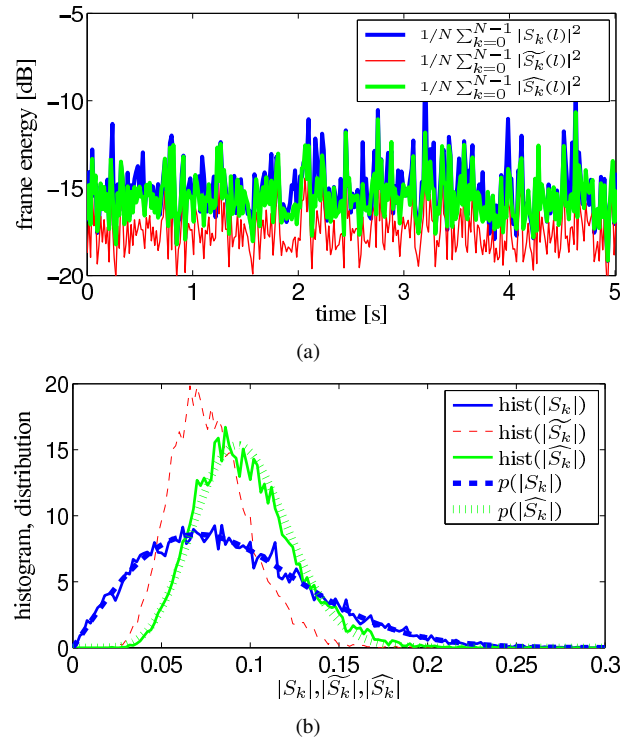 1/N ∑_{k=0}^{N−1} |S_k(l)|²
1/N ∑_{k=0}^{N−1} |\widetilde{S_k}(l)|²
1/N ∑_{k=0}^{N−1} |\widehat{S_k}(l)|²
frame energy [dB]
−5
−10
−15
−20
0 1 2 3 4 5
time [s]
(a)
hist(|S_k|)
hist(|\widetilde{S_k}|)
hist(|\widehat{S_k}|)
p(|S_k|)
p(|\widehat{S_k}|)
histogram, distribution
20
15
10
5
0
0 0.05 0.1 0.15 0.2 0.25 0.3
|S_k|,|\widetilde{S_k}|,|\widehat{S_k}|
(b)